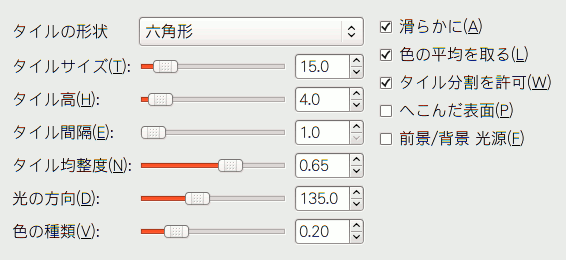 タイルの形状 六角形
タイルサイズ(T): 15.0
タイル高(H): 4.0
タイル間隔(E): 1.0
タイル均整度(N): 0.65
光の方向(D): 135.0
色の種類(V): 0.20
滑らかに(A)
色の平均を取る(L)
タイル分割を許可(W)
へこんだ表面(P)
前景/背景 光源(F)